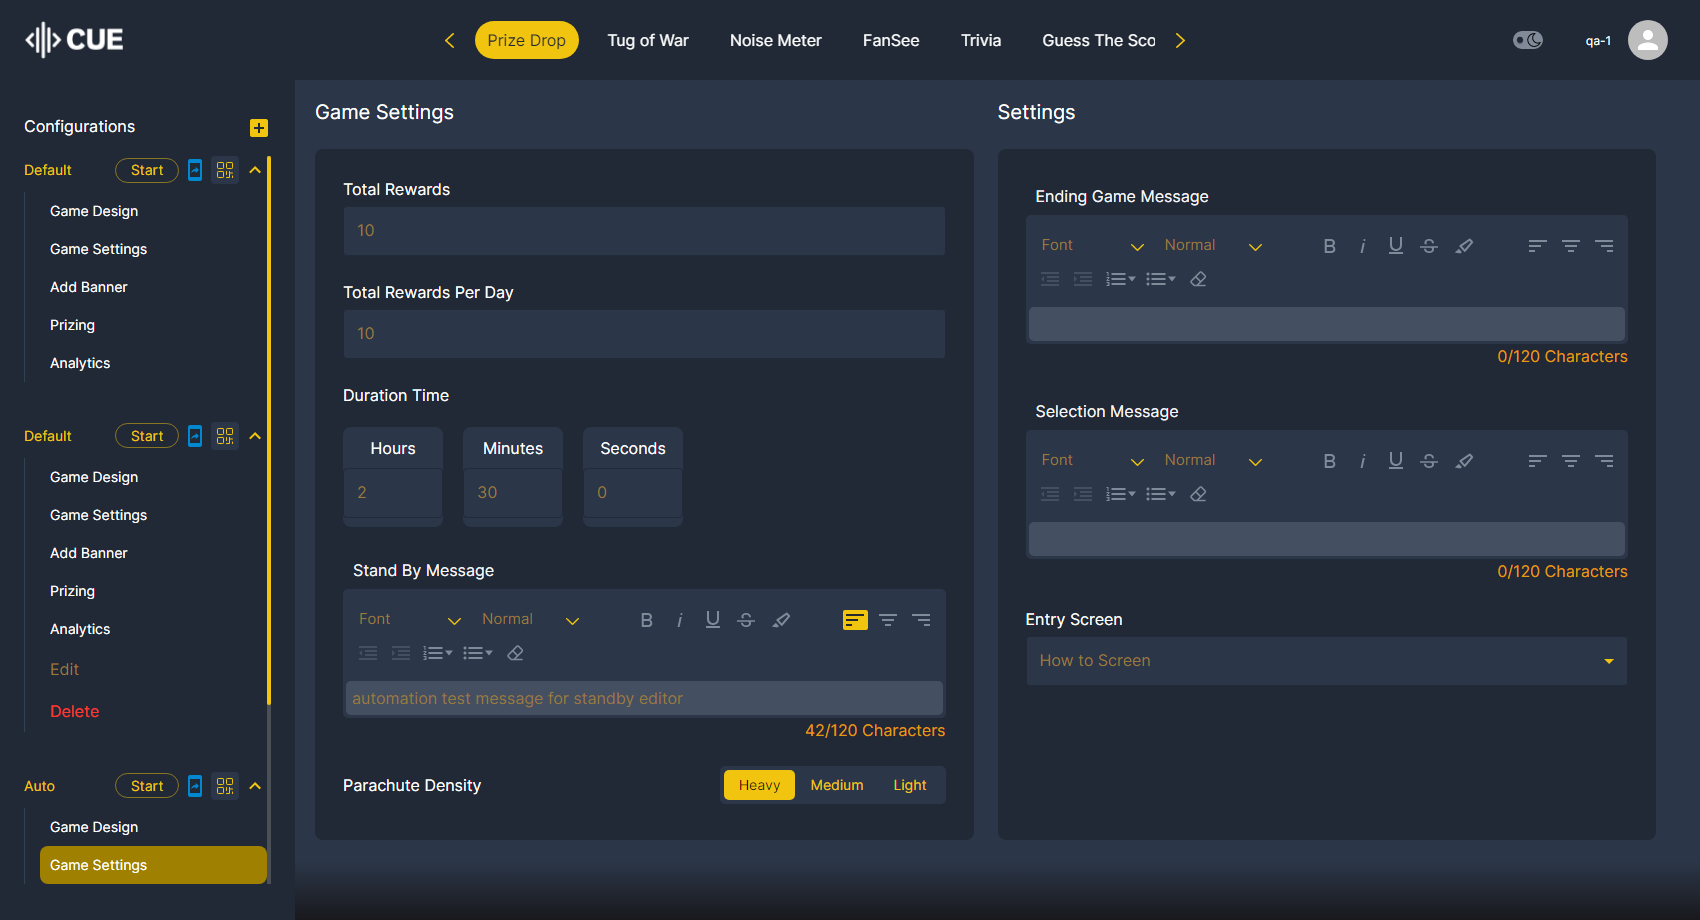 CUE
Prize Drop
Tug of War
Noise Meter
FanSee
Trivia
Guess The Sco
qa-1
Configurations
Default
Start
Game Design
Game Settings
Add Banner
Prizing
Analytics
Default
Start
Game Design
Game Settings
Add Banner
Prizing
Analytics
Edit
Delete
Auto
Start
Game Design
Game Settings
Game Settings
Total Rewards
10
Total Rewards Per Day
10
Duration Time
Hours
Minutes
Seconds
2
30
0
Stand By Message
Font
Normal
automation test message for standby editor
42/120 Characters
Parachute Density
Heavy
Medium
Light
Settings
Ending Game Message
Font
Normal
0/120 Characters
Selection Message
Font
Normal
0/120 Characters
Entry Screen
How to Screen